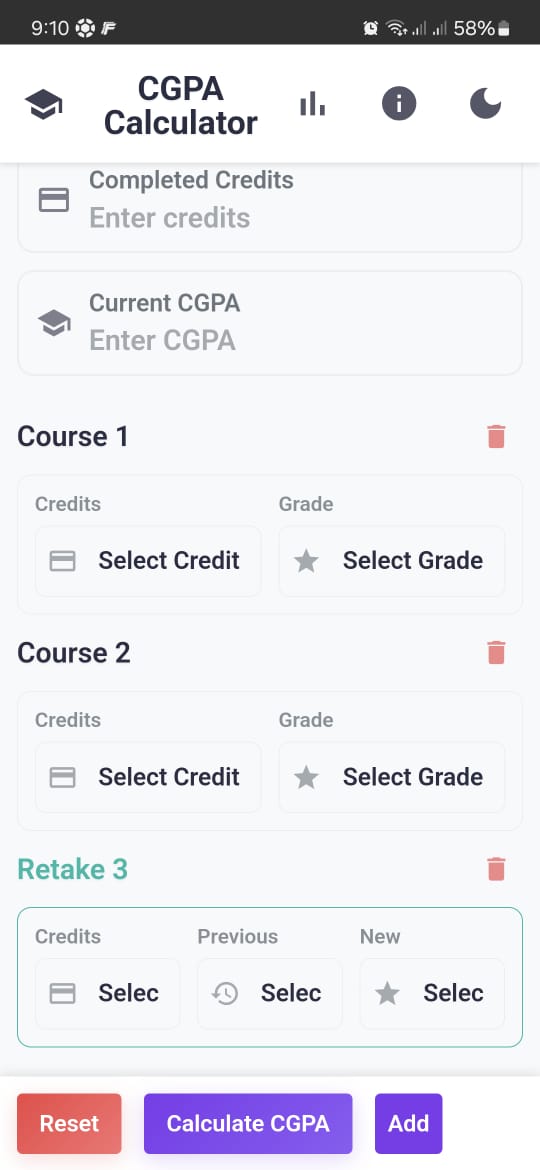 9:10 58%
CGPA
Calculator
Completed Credits
Enter credits
Current CGPA
Enter CGPA
Course 1
Credits Grade
Select Credit Select Grade
Course 2
Credits Grade
Select Credit Select Grade
Retake 3
Credits Previous New
Selec Selec Selec
Reset Calculate CGPA Add